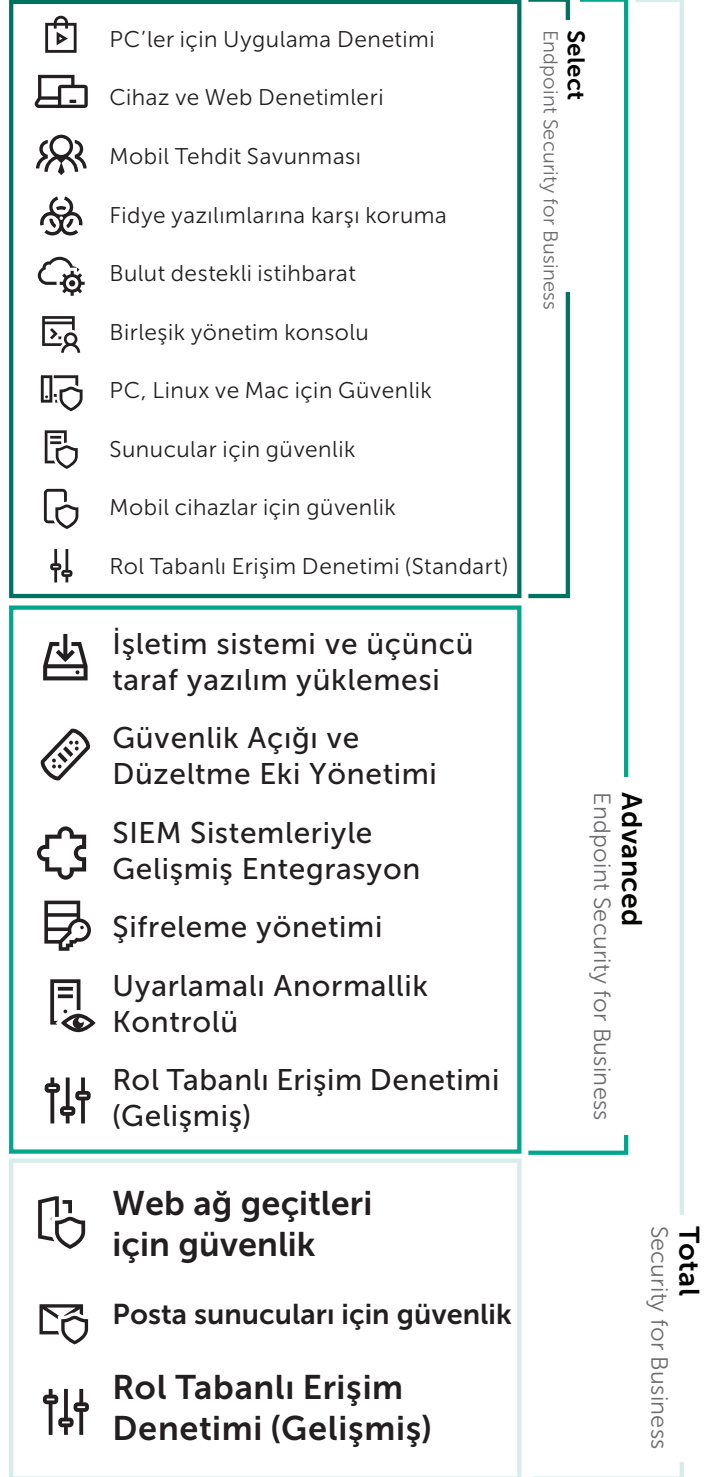 PC’ler için Uygulama Denetimi
Cihaz ve Web Denetimleri
Mobil Tehdit Savunması
Fidye yazılımlarına karşı koruma
Bulut destekli istihbarat
Birleşik yönetim konsolu
PC, Linux ve Mac için Güvenlik
Sunucular için güvenlik
Mobil cihazlar için güvenlik
Rol Tabanlı Erişim Denetimi (Standart)
Select
Endpoint Security for Business
İşletim sistemi ve üçüncü
taraf yazılım yüklemesi
Güvenlik Açığı ve
Düzeltme Eki Yönetimi
SIEM Sistemleriyle
Gelişmiş Entegrasyon
Şifreleme yönetimi
Uyarlamalı Anormallik
Kontrolü
Rol Tabanlı Erişim Denetimi
(Gelişmiş)
Advanced
Endpoint Security for Business
Web ağ geçitleri
için güvenlik
Posta sunucuları için güvenlik
Rol Tabanlı Erişim
Denetimi (Gelişmiş)
Total
Security for Business